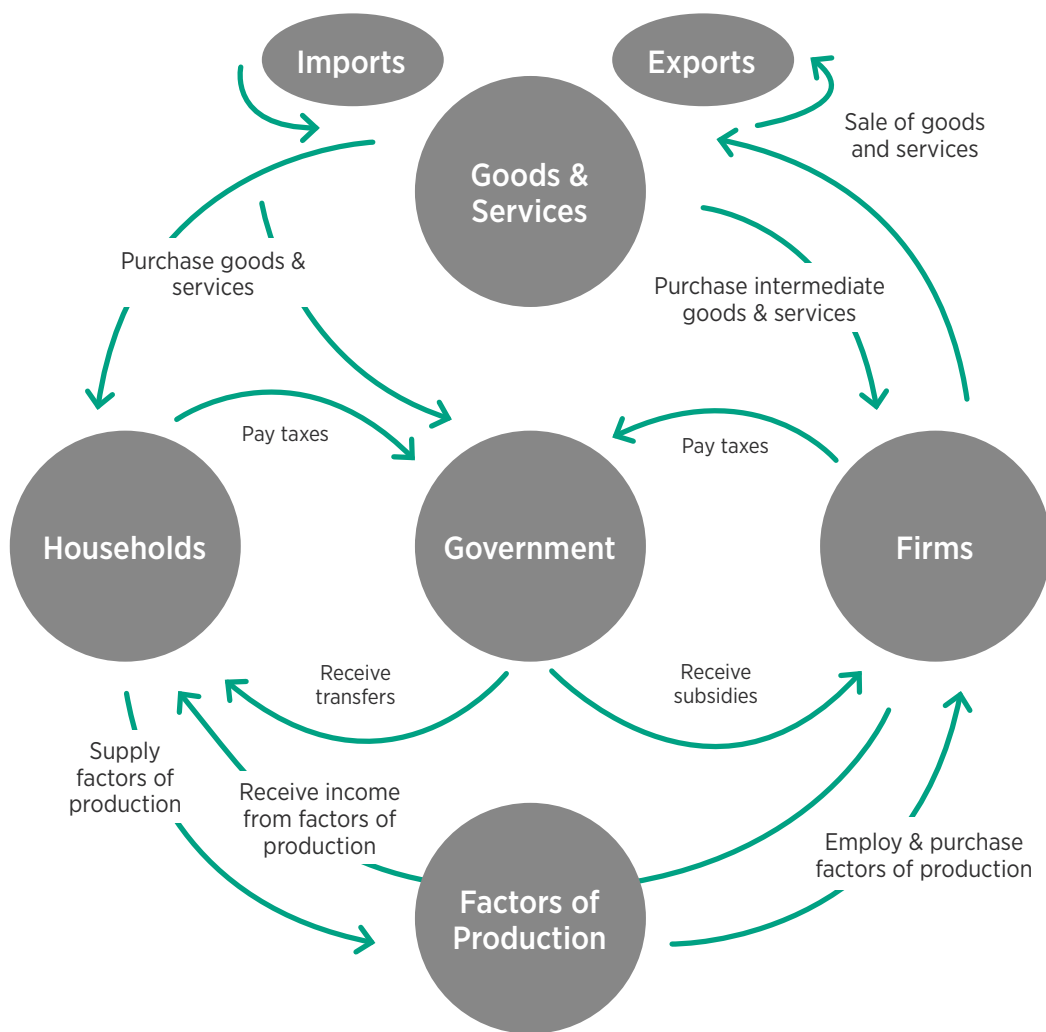 Imports
Exports
Sale of goods
and services
Goods &
Services
Purchase goods &
services
Purchase intermediate
goods & services
Pay taxes
Pay taxes
Households
Government
Firms
Receive
transfers
Receive
subsidies
Supply
factors of
production
Receive income
from factors of
production
Employ & purchase
factors of production
Factors of
Production